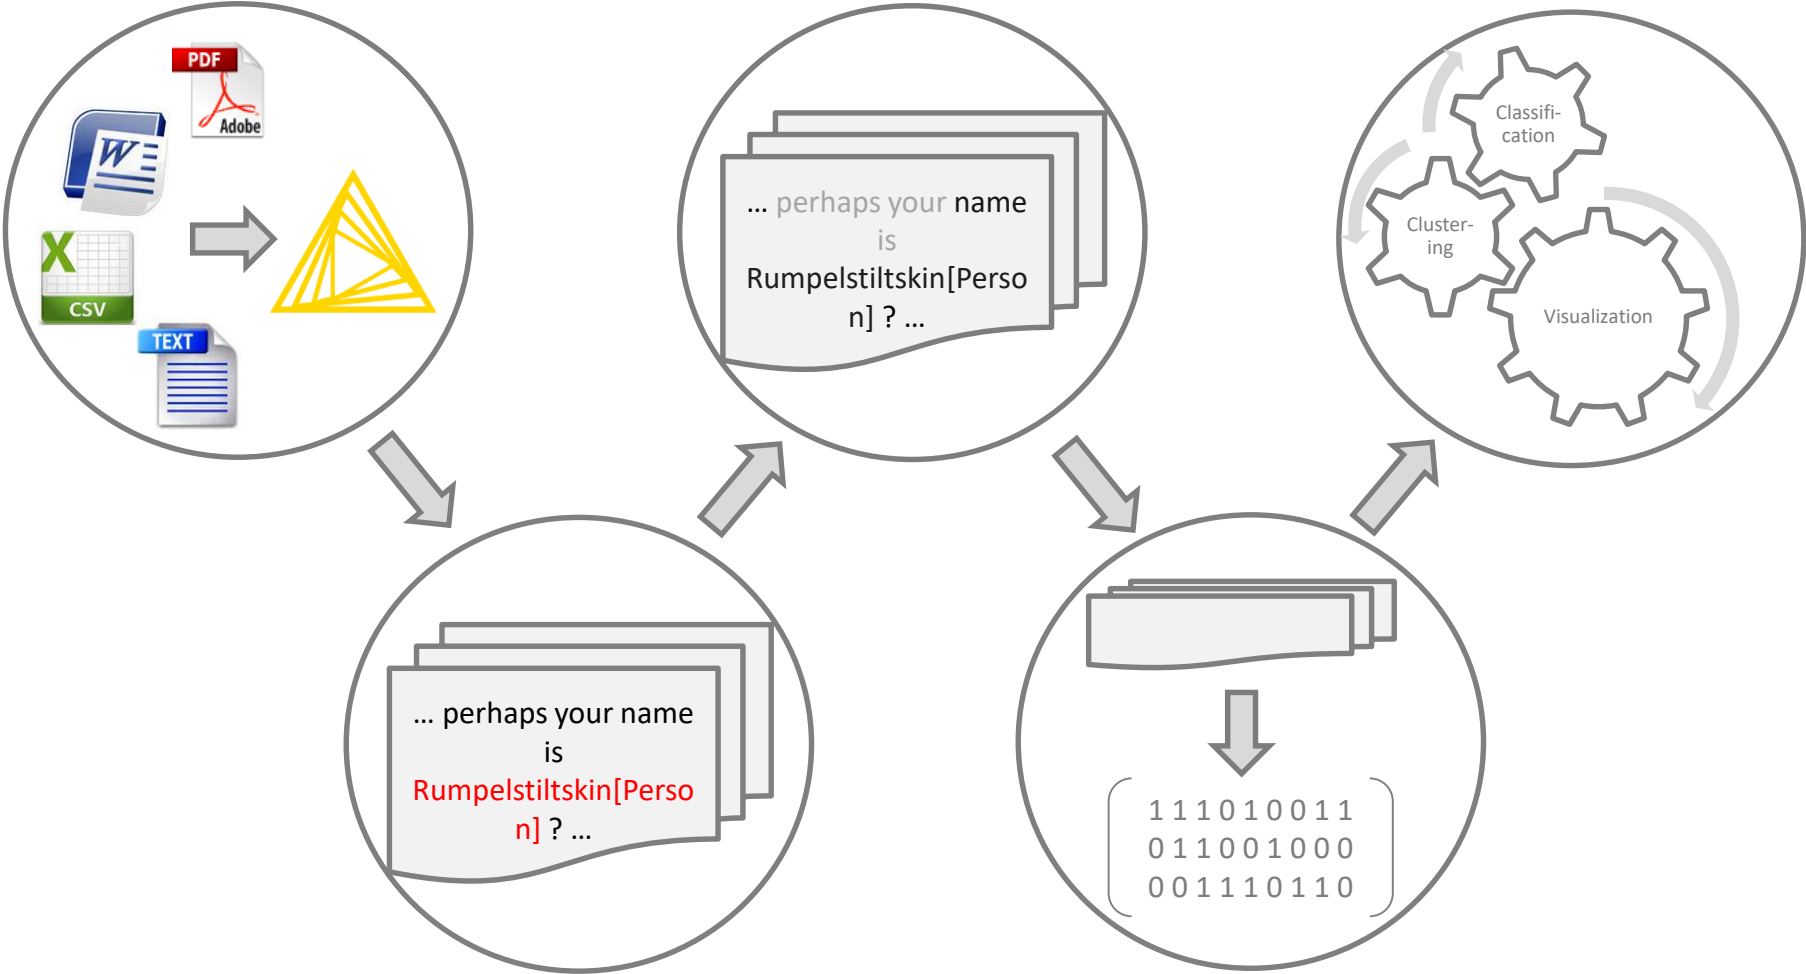 PDF
Adobe
W
X
CSV
TEXT
... perhaps your name
is
Rumpelstiltskin[Perso
n] ? ...
... perhaps your name
is
Rumpelstiltskin[Perso
n] ? ...
1 1 1 0 1 0 0 1 1
0 1 1 0 0 1 0 0 0
0 0 1 1 1 0 1 1 0
Classifi-
cation
Cluster-
ing
Visualization